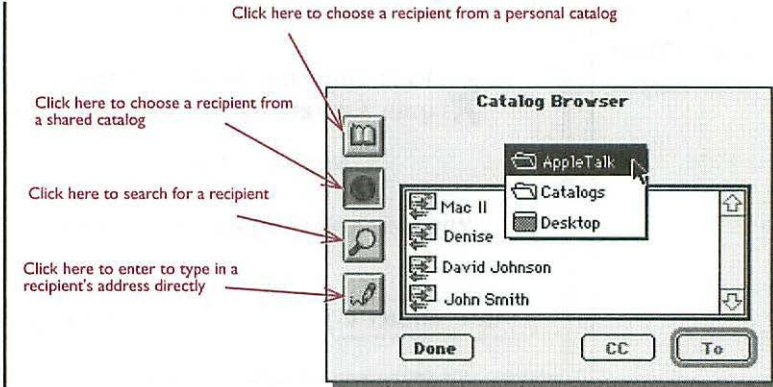 Click here to choose a recipient from a personal catalog
Click here to choose a recipient from
a shared catalog
Click here to search for a recipient
Click here to enter to type in a
recipient's address directly
Catalog Browser
AppleTalk
Catalogs
Desktop
Mac II
Denise
David Johnson
John Smith
Done
CC
To